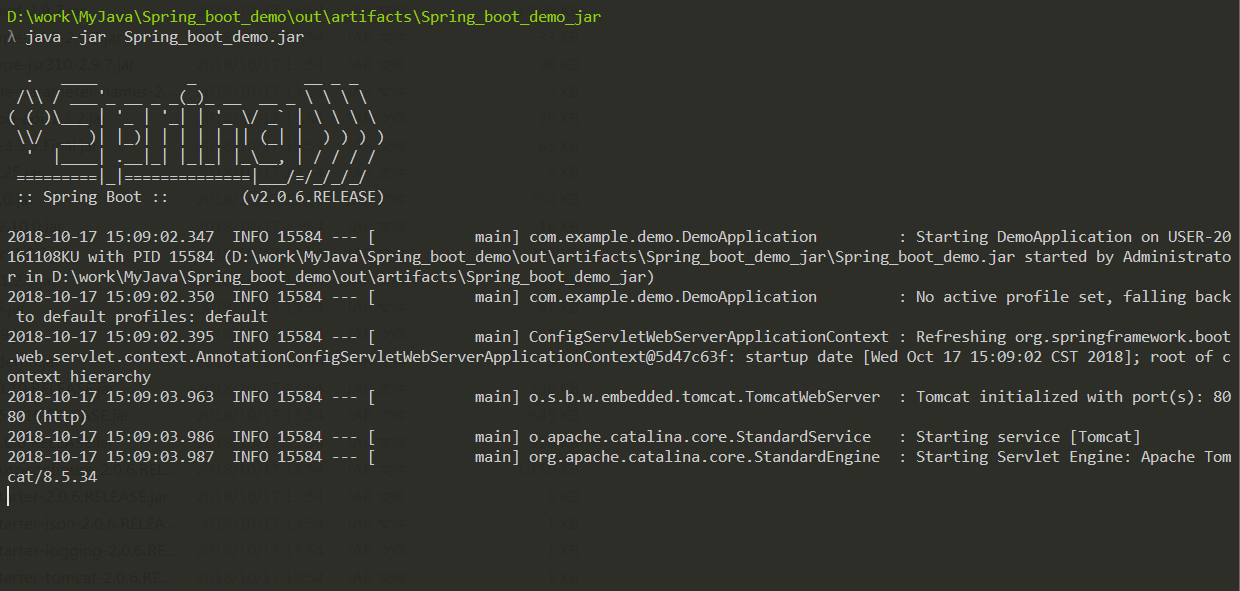 D:\work\MyJava\Spring_boot_demo\out\artifacts\Spring_boot_demo_jar
λ java -jar  Spring_boot_demo.jar
  .   ____          _            __ _ _
 /\\ / ___'_ __ _ _(_)_ __  __ _ \ \ \ \
( ( )\___ | '_ | '_| | '_ \/ _` | \ \ \ \
 \\/  ___)| |_)| | | | | || (_| |  ) ) ) )
  '  |____| .__|_| |_|_| |_\__, | / / / /
 =========|_|==============|___/=/_/_/_/
 :: Spring Boot ::        (v2.0.6.RELEASE)
2018-10-17 15:09:02.347  INFO 15584 --- [           main] com.example.demo.DemoApplication         : Starting DemoApplication on USER-20
161108KU with PID 15584 (D:\work\MyJava\Spring_boot_demo\out\artifacts\Spring_boot_demo_jar\Spring_boot_demo.jar started by Administrato
r in D:\work\MyJava\Spring_boot_demo\out\artifacts\Spring_boot_demo_jar)
2018-10-17 15:09:02.350  INFO 15584 --- [           main] com.example.demo.DemoApplication         : No active profile set, falling back
 to default profiles: default
2018-10-17 15:09:02.395  INFO 15584 --- [           main] ConfigServletWebServerApplicationContext : Refreshing org.springframework.boot
.web.servlet.context.AnnotationConfigServletWebServerApplicationContext@5d47c63f: startup date [Wed Oct 17 15:09:02 CST 2018]; root of c
ontext hierarchy
2018-10-17 15:09:03.963  INFO 15584 --- [           main] o.s.b.w.embedded.tomcat.TomcatWebServer  : Tomcat initialized with port(s): 80
80 (http)
2018-10-17 15:09:03.986  INFO 15584 --- [           main] o.apache.catalina.core.StandardService   : Starting service [Tomcat]
2018-10-17 15:09:03.987  INFO 15584 --- [           main] org.apache.catalina.core.StandardEngine  : Starting Servlet Engine: Apache Tom
cat/8.5.34